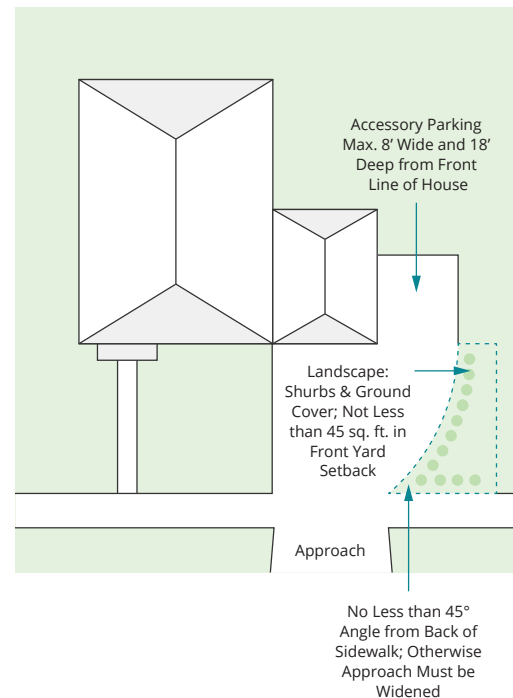 Accessory Parking
Max. 8’ Wide and 18’
Deep from Front
Line of House
Landscape:
Shurbs & Ground
Cover; Not Less
than 45 sq. ft. in
Front Yard
Setback
Approach
No Less than 45°
Angle from Back of
Sidewalk; Otherwise
Approach Must be
Widened